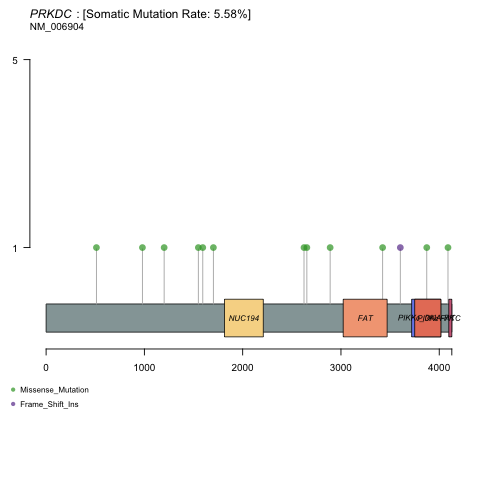 PRKDC : [Somatic Mutation Rate: 5.58%]
NM_006904
5
1
NUC194
FAT
0
1000
2000
3000
4000
Missense_Mutation
Frame_Shift_Ins